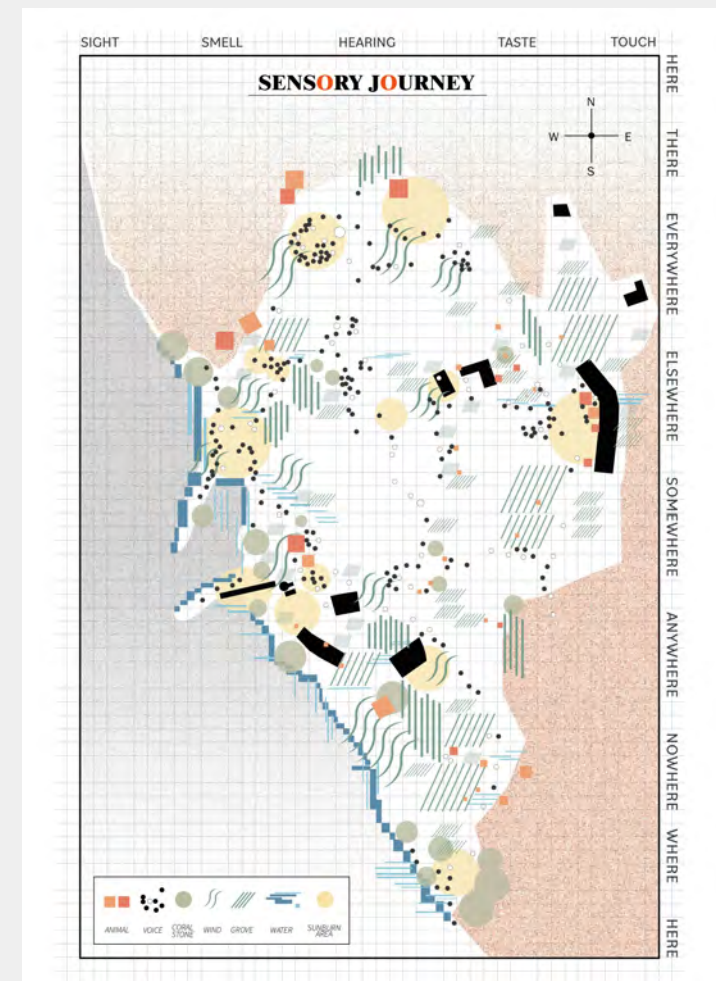 SIGHT SMELL HEARING TASTE TOUCH
SENSORY JOURNEY
N
W E
S
HERE
THERE
EVERYWHERE
ELSEWHERE
SOMEWHERE
ANYWHERE
NOWHERE
WHERE
HERE
ANIMAL VOICE CORAL STONE WIND GROVE WATER SUNBURN AREA